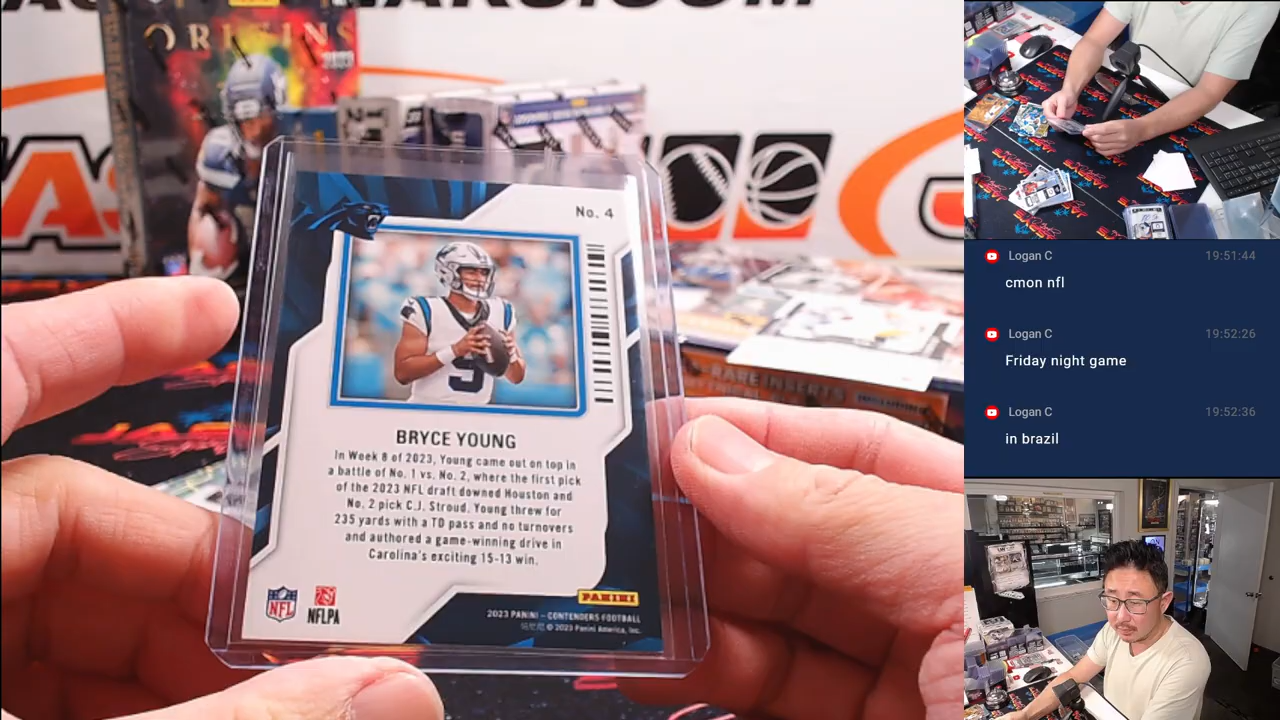 ORIGINS
2023
No. 4
BRYCE YOUNG
In Week 8 of 2023, Young came out on top in
a battle of No. 1 vs. No. 2, where the first pick
of the 2023 NFL draft downed Houston and
No. 2 pick C.J. Stroud. Young threw for
235 yards with a TD pass and no turnovers
and authored a game-winning drive in
Carolina's exciting 15-13 win.
NFL
NFLPA
PANINI
2023 PANINI – CONTENDERS FOOTBALL
© 2023 Panini America, Inc.
RARE INSERTS
Logan C 19:51:44
cmon nfl
Logan C 19:52:26
Friday night game
Logan C 19:52:36
in brazil